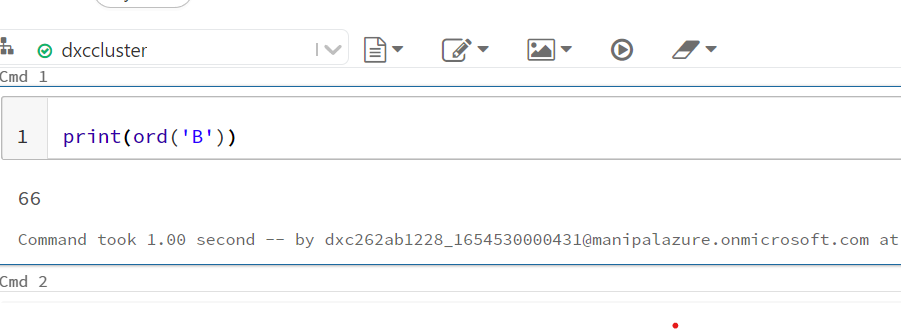 dxccluster
Cmd 1
1 print(ord('B'))
66
Command took 1.00 second -- by dxc262ab1228_1654530000431@manipalazure.onmicrosoft.com at
Cmd 2